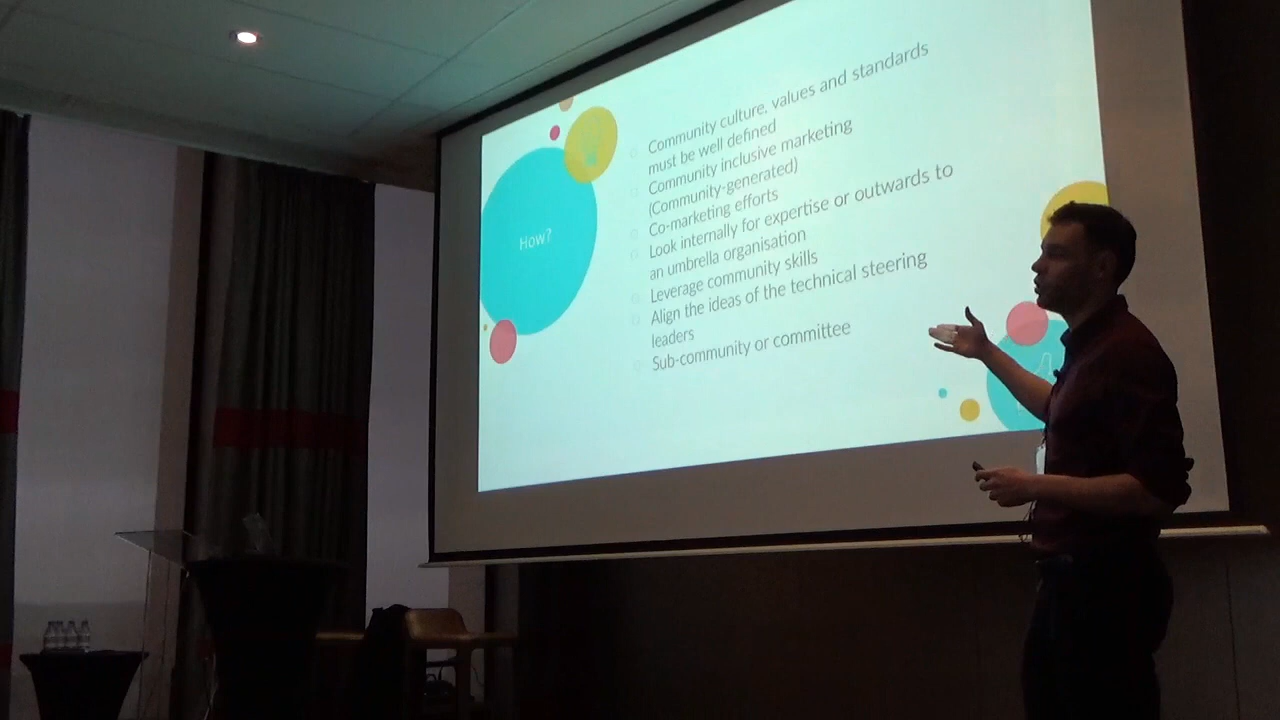 How?
Community culture, values and standards
must be well defined
Community inclusive marketing
(Community-generated)
Co-marketing efforts
Look internally for expertise or outwards to
an umbrella organisation
Leverage community skills
Align the ideas of the technical steering
leaders
Sub-community or committee